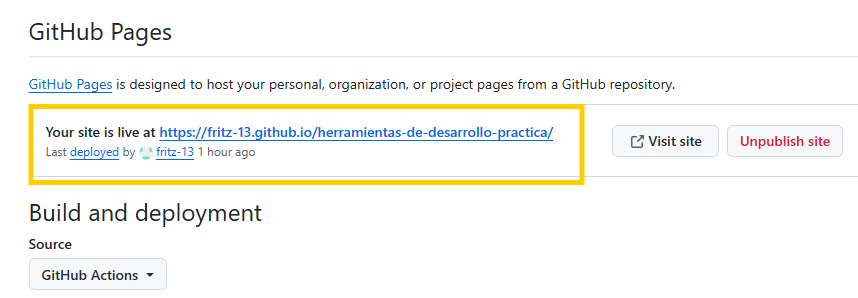 GitHub Pages
GitHub Pages is designed to host your personal, organization, or project pages from a GitHub repository.
Your site is live at https://fritz-13.github.io/herramientas-de-desarrollo-practica/
Last deployed by fritz-13 1 hour ago
Visit site
Unpublish site
Build and deployment
Source
GitHub Actions